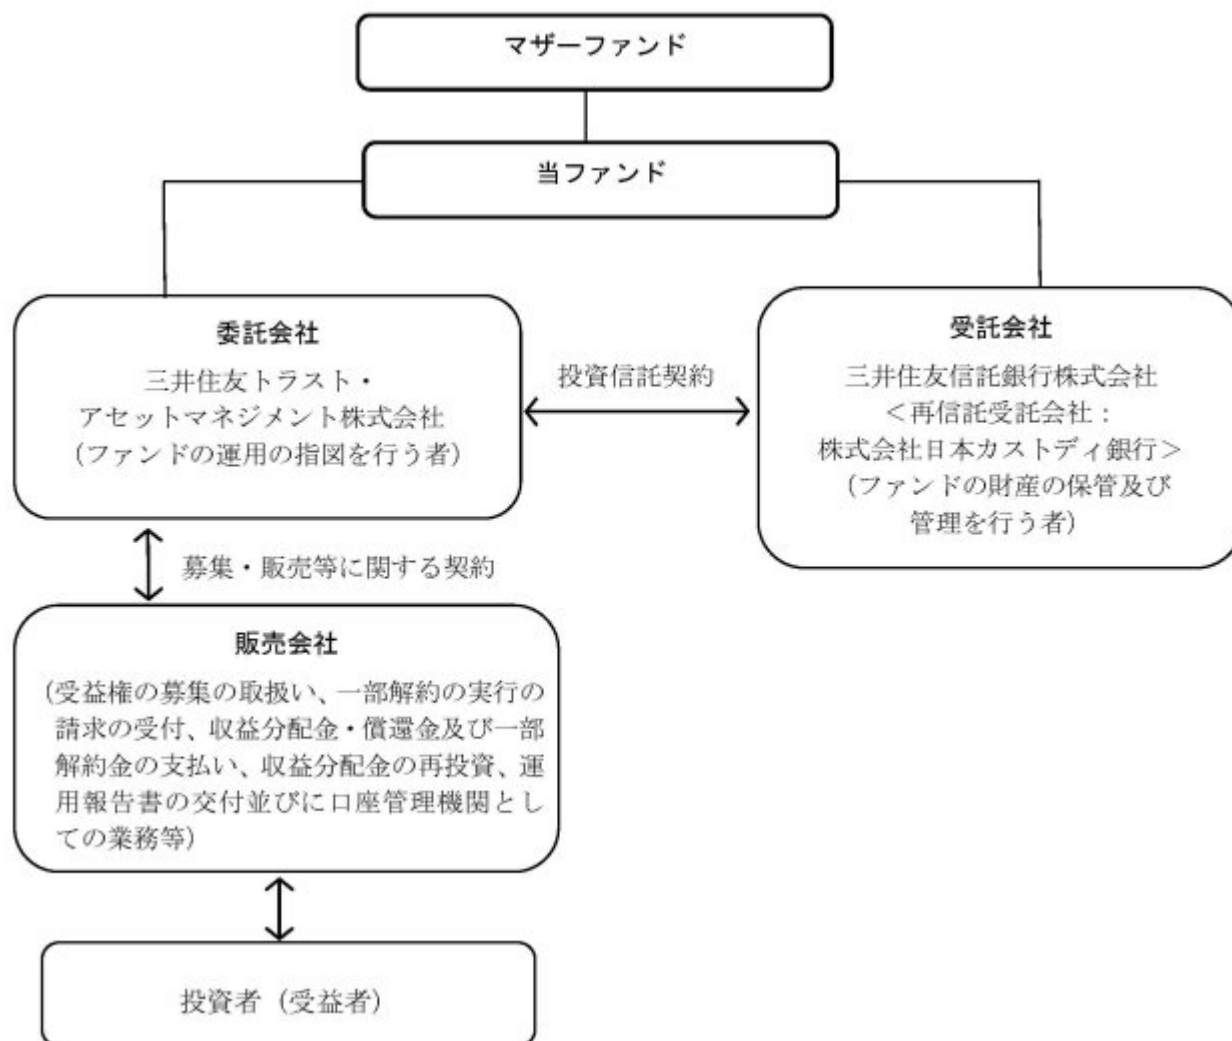 マザーファンド
当ファンド
委託会社
三井住友トラスト・
アセットマネジメント株式会社
（ファンドの運用の指図を行う者）
投資信託契約
受託会社
三井住友信託銀行株式会社
＜再信託受託会社：
株式会社日本カストディ銀行＞
（ファンドの財産の保管及び
管理を行う者）
募集・販売等に関する契約
販売会社
（受益権の募集の取扱い、一部解約の実行の
請求の受付、収益分配金・償還金及び一部
解約金の支払い、収益分配金の再投資、運
用報告書の交付並びに口座管理機関とし
ての業務等）
投資者（受益者）